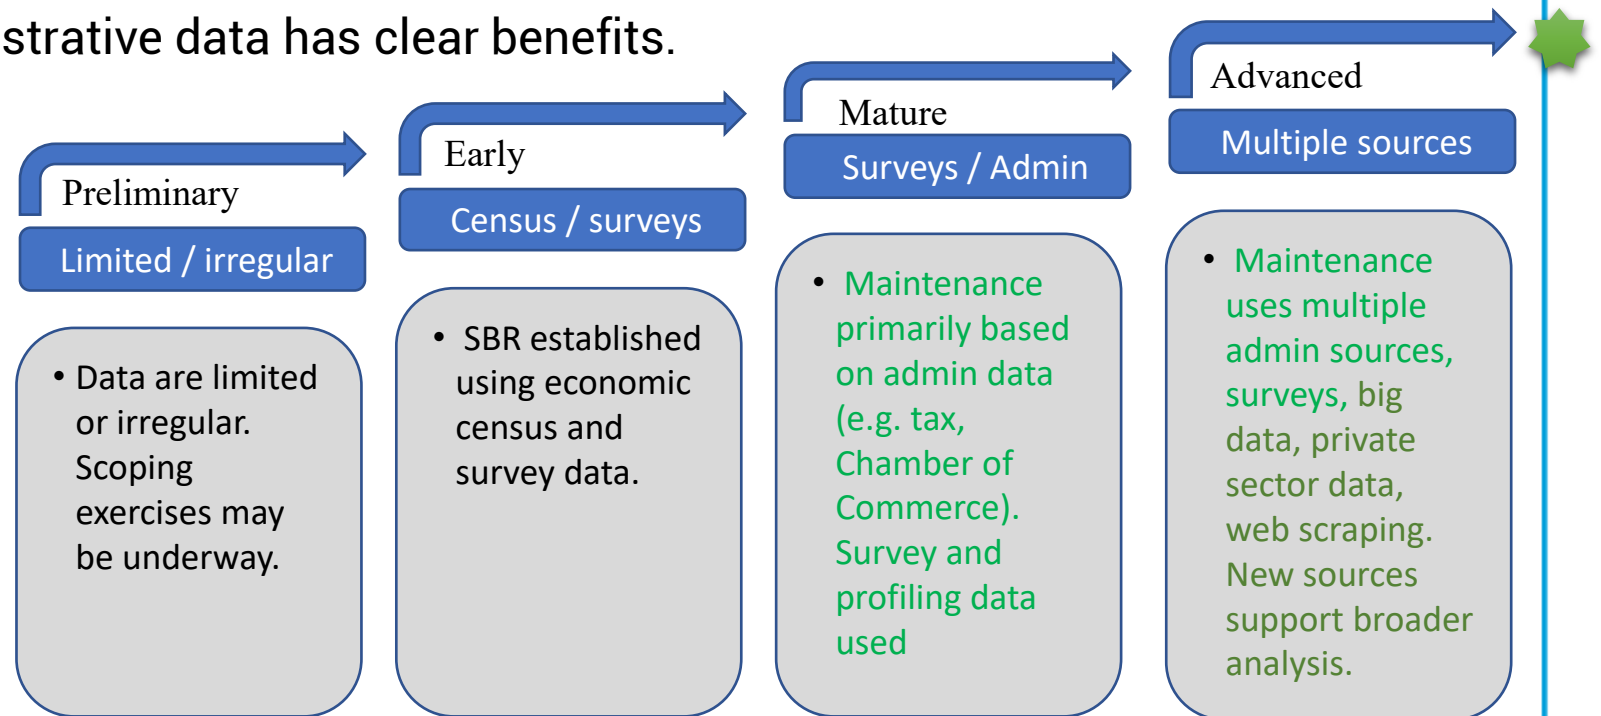 strative data has clear benefits.
Preliminary
Limited / irregular
• Data are limited
or irregular.
Scoping
exercises may
be underway.
Early
Census / surveys
• SBR established
using economic
census and
survey data.
Mature
Surveys / Admin
• Maintenance
primarily based
on admin data
(e.g. tax,
Chamber of
Commerce).
Survey and
profiling data
used
Advanced
Multiple sources
• Maintenance
uses multiple
admin sources,
surveys, big
data, private
sector data,
web scraping.
New sources
support broader
analysis.